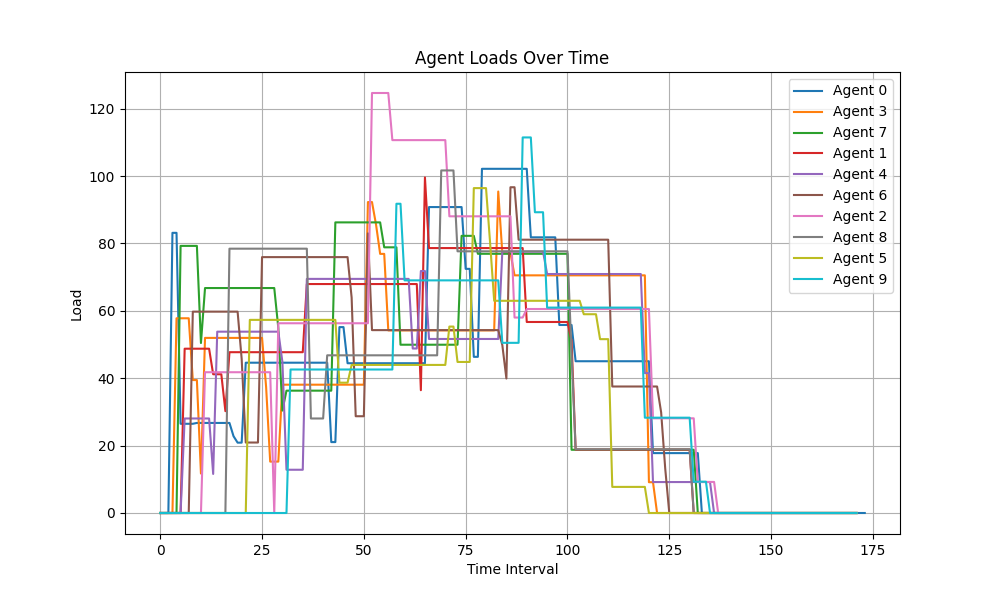 Agent Loads Over Time
Load
120
100
80
60
40
20
0
0 25 50 75 100 125 150 175
Time Interval
Agent 0
Agent 3
Agent 7
Agent 1
Agent 4
Agent 6
Agent 2
Agent 8
Agent 5
Agent 9